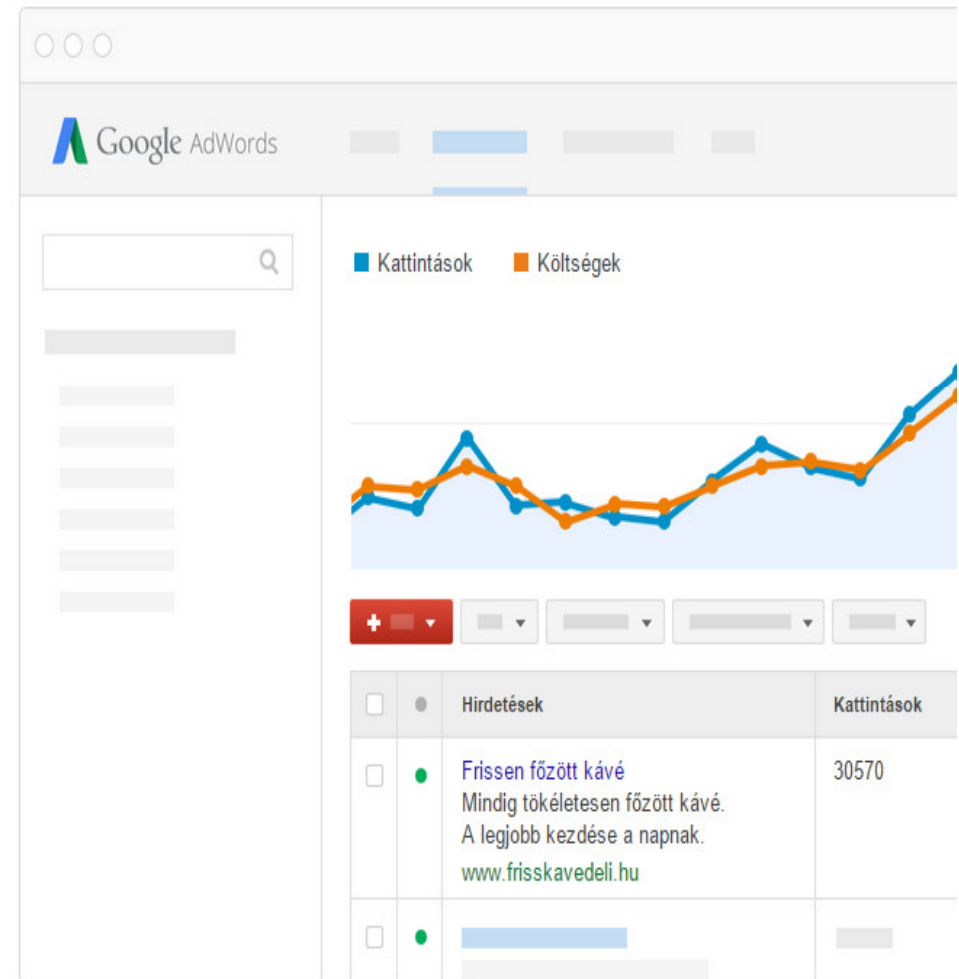 Google AdWords
Kattintások Költségek
Hirdetések Kattintások
Frissen főzött kávé 30570
Mindig tökéletesen főzött kávé.
A legjobb kezdése a napnak.
www.frisskavedeli.hu